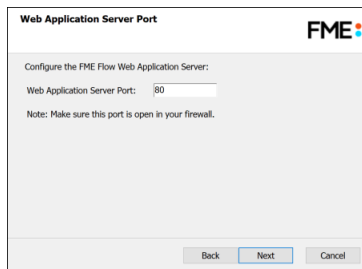 Web Application Server Port
FME
Configure the FME Flow Web Application Server:
Web Application Server Port: 80
Note: Make sure this port is open in your firewall.
Back Next Cancel